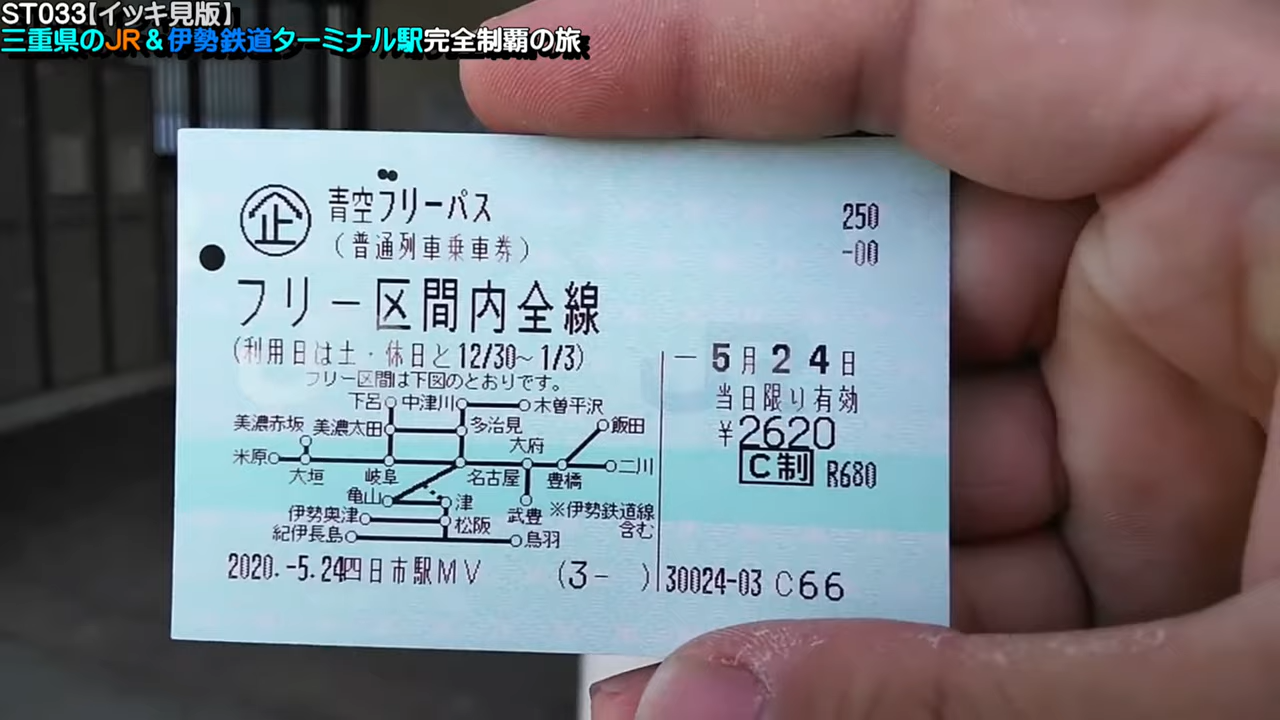 ST033【イッキ見版】
三重県のJR&伊勢鉄道ターミナル駅完全制覇の旅
企 青空フリーパス
(普通列車乗車券)
250
-00
フリー区間内全線
(利用日は土・休日と12/30~1/3)
フリー区間は下図のとおりです。
下呂 中津川 木曽平沢
美濃赤坂 美濃太田 多治見 飯田
大府
米原 二川
大垣 岐阜 名古屋 豊橋
亀山 津
武豊 ※伊勢鉄道線
伊勢奥津 松阪 含む
紀伊長島 鳥羽
-5月24日
当日限り有効
¥2620
C制 R680
2020.-5.24四日市駅MV (3- ) 30024-03 C66